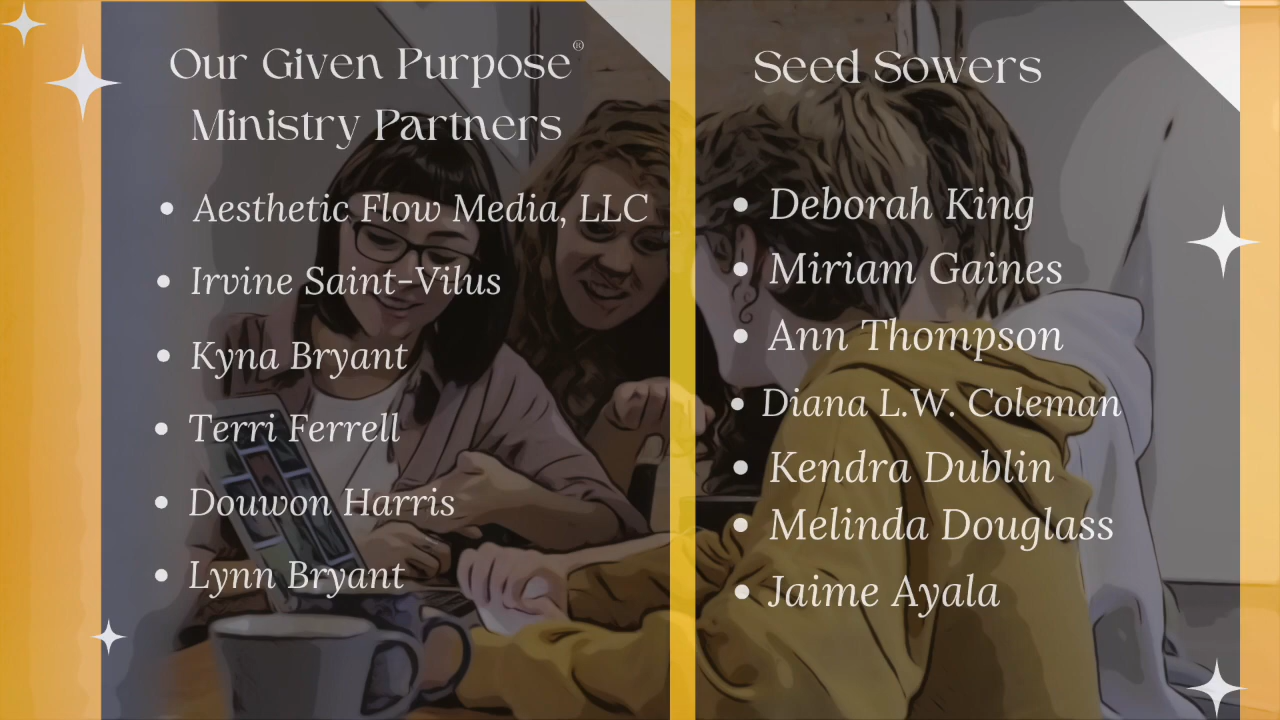 Our Given Purpose®
Ministry Partners
• Aesthetic Flow Media, LLC
• Irvine Saint-Vilus
• Kyna Bryant
• Terri Ferrell
• Douwon Harris
• Lynn Bryant
Seed Sowers
• Deborah King
• Miriam Gaines
• Ann Thompson
• Diana L.W. Coleman
• Kendra Dublin
• Melinda Douglass
• Jaime Ayala